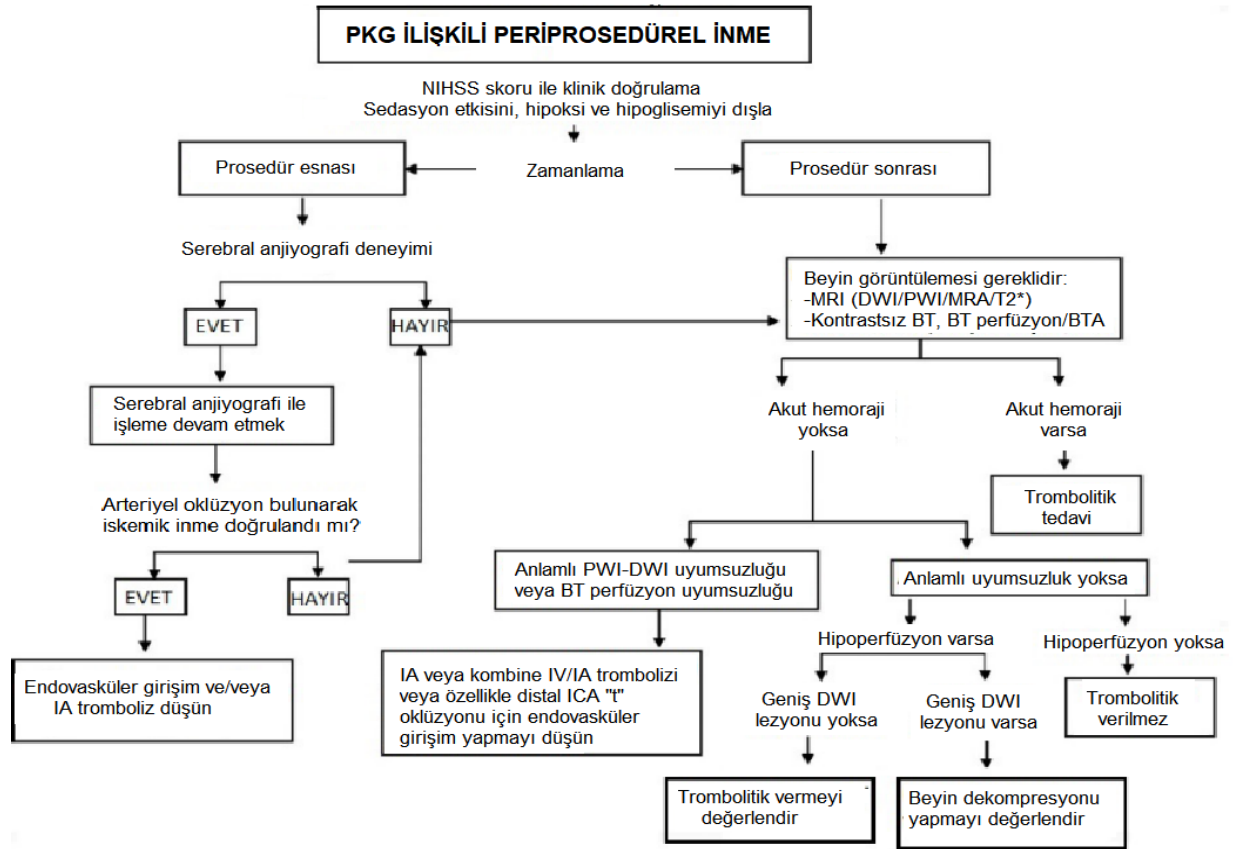 PKG İLİŞKİLİ PERİPROSEDÜREL İNME
NIHSS skoru ile klinik doğrulama
Sedasyon etkisini, hipoksi ve hipoglisemiyi dışla
Prosedür esnası
Zamanlama
Prosedür sonrası
Serebral anjiyografi deneyimi
Beyin görüntülemesi gereklidir:
-MRI (DWI/PWI/MRA/T2*)
-Kontrastsız BT, BT perfüzyon/BTA
EVET
HAYIR
Serebral anjiyografi ile
işleme devam etmek
Akut hemoraji
yoksa
Akut hemoraji
varsa
Trombolitik
tedavi
Arteriyel oklüzyon bulunarak
iskemik inme doğrulandı mı?
EVET
HAYIR
Anlamlı PWI-DWI uyumsuzluğu
veya BT perfüzyon uyumsuzluğu
Anlamlı uyumsuzluk yoksa
Hipoperfüzyon varsa
Hipoperfüzyon yoksa
Endovasküler girişim ve/veya
IA tromboliz düşün
IA veya kombine IV/IA trombolizi
veya özellikle distal ICA "t"
oklüzyonu için endovasküler
girişim yapmayı düşün
Geniş DWI
lezyonu yoksa
Geniş DWI
lezyonu varsa
Trombolitik
verilmez
Trombolitik vermeyi
değerlendir
Beyin dekompresyonu
yapmayı değerlendir